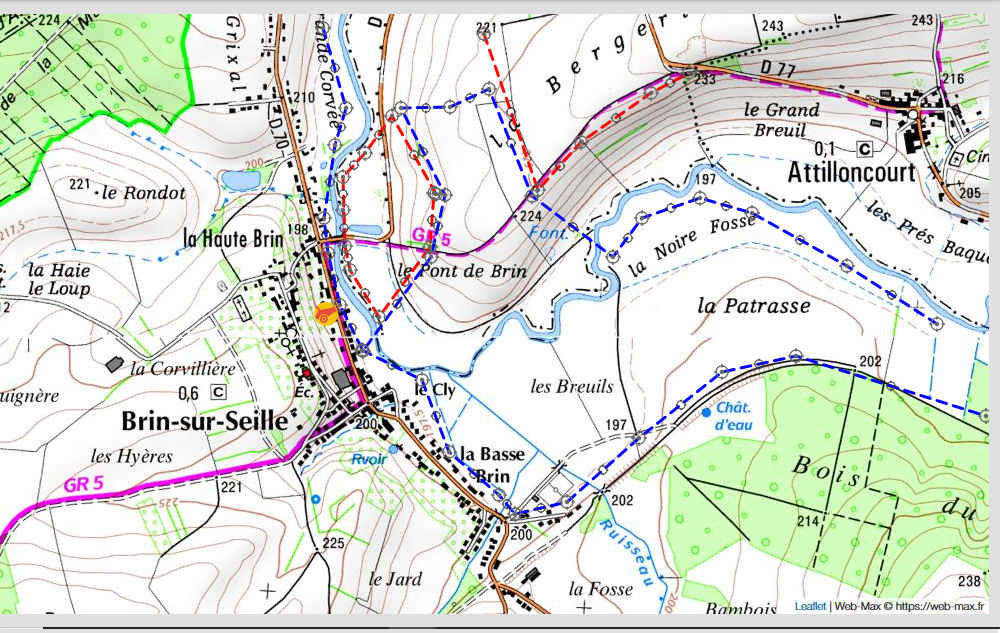 224
221
243
243
Grixal
Grande Corvée
Berge
233
D 77
216
210
D.70
le Grand
Breuil
0,1 C
Attilloncourt
Cin
205
200
221
le Rondot
197
217,5
224
Font.
les Prés Baqu
198
la Haute Brin
GR 5
la Noire Fosse
la Haie
le Loup
le Pont de Brin
12
la Patrasse
la Corvillière
202
uignère
0,6 C
Éc.
le Cly
les Breuils
Chât.
d'eau
Brin-sur-Seille
200
197,5
197
les Hyères
Rvoir
la Basse
Brin
Bois
GR 5
221
225
202
214
du
200
225
Ruisseau
le Jard
la Fosse
238
200
Bambois
Leaflet | Web-Max © https://web-max.fr